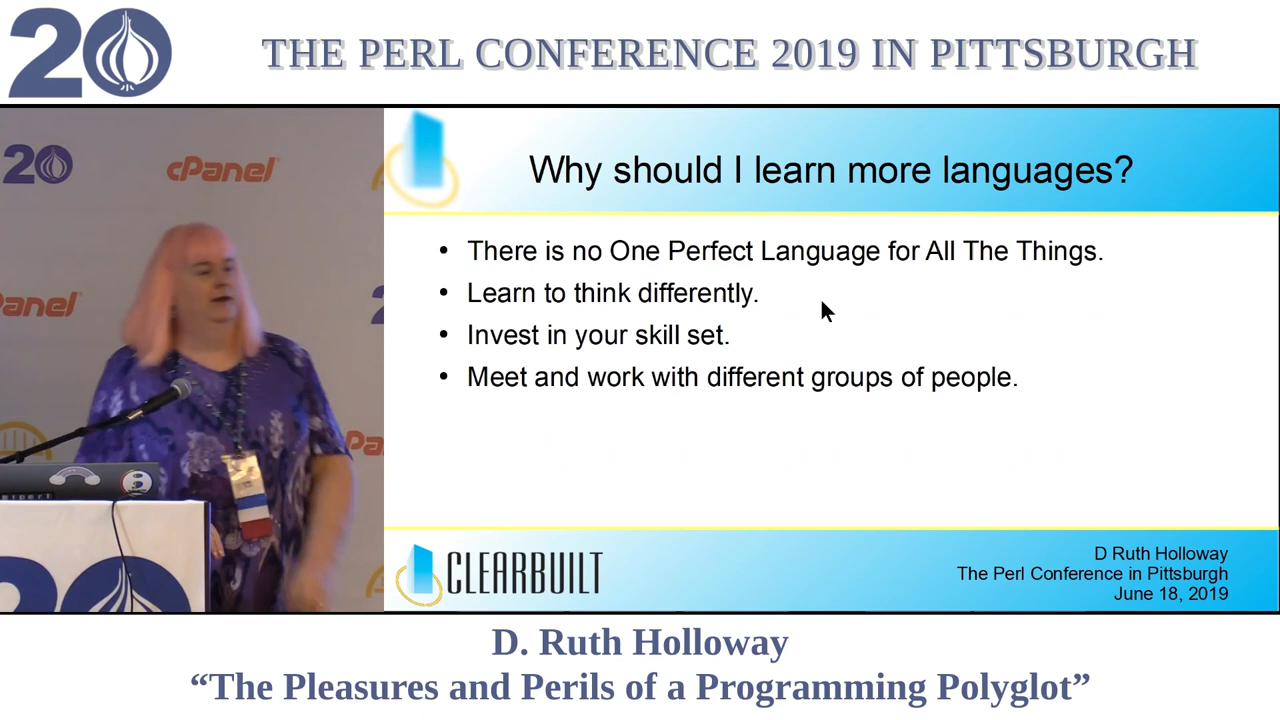 20
THE PERL CONFERENCE 2019 IN PITTSBURGH
20
cPanel
Why should I learn more languages?
• There is no One Perfect Language for All The Things.
• Learn to think differently.
• Invest in your skill set.
• Meet and work with different groups of people.
Panel
2
Pa
20
CLEARBUILT
D Ruth Holloway
The Perl Conference in Pittsburgh
June 18, 2019
D. Ruth Holloway
“The Pleasures and Perils of a Programming Polyglot”